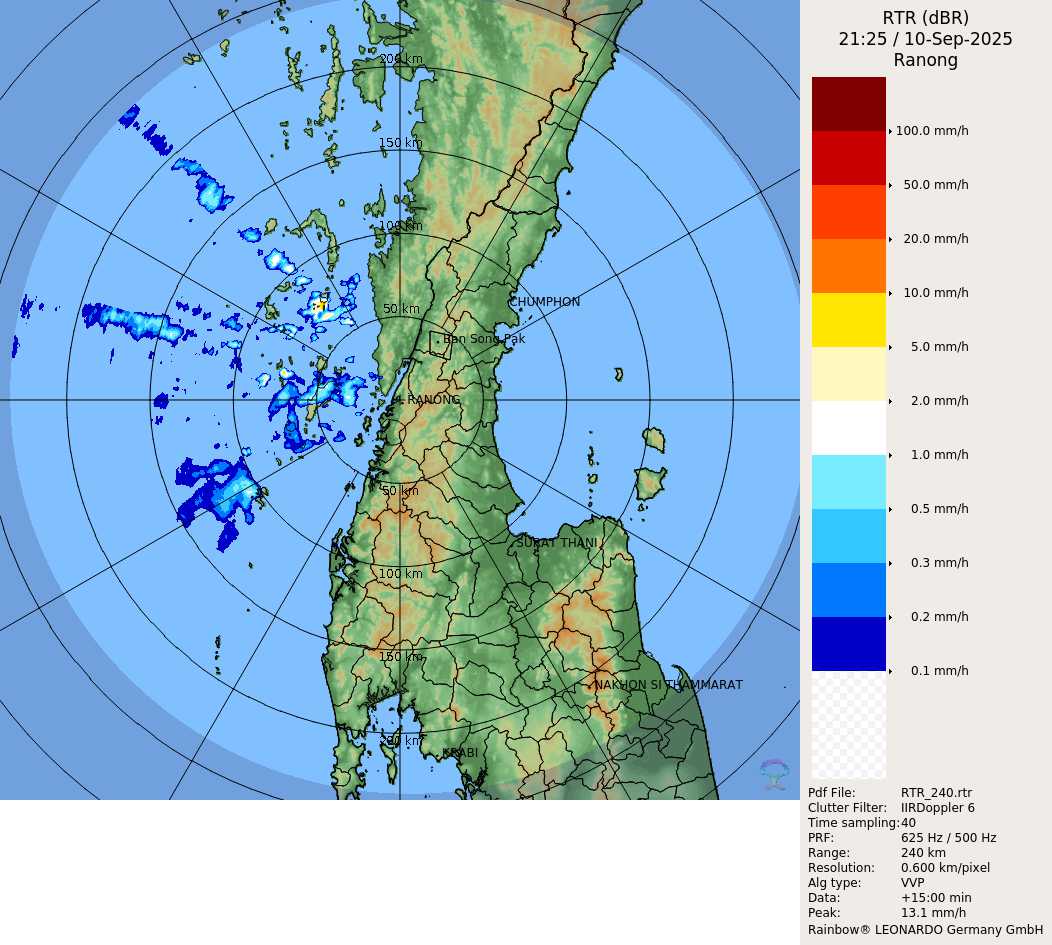 RTR (dBR)
21:25 / 10-Sep-2025
Ranong
200 km
150 km
100 km
50 km
CHUMPHON
Ban Song Pak
RANONG
50 km
SURAT THANI
100 km
150 km
NAKHON SI THAMMARAT
200 km
KRABI
100.0 mm/h
50.0 mm/h
20.0 mm/h
10.0 mm/h
5.0 mm/h
2.0 mm/h
1.0 mm/h
0.5 mm/h
0.3 mm/h
0.2 mm/h
0.1 mm/h
Pdf File: RTR_240.rtr
Clutter Filter: IIRDoppler 6
Time sampling:40
PRF: 625 Hz / 500 Hz
Range: 240 km
Resolution: 0.600 km/pixel
Alg type: VVP
Data: +15:00 min
Peak: 13.1 mm/h
Rainbow® LEONARDO Germany GmbH